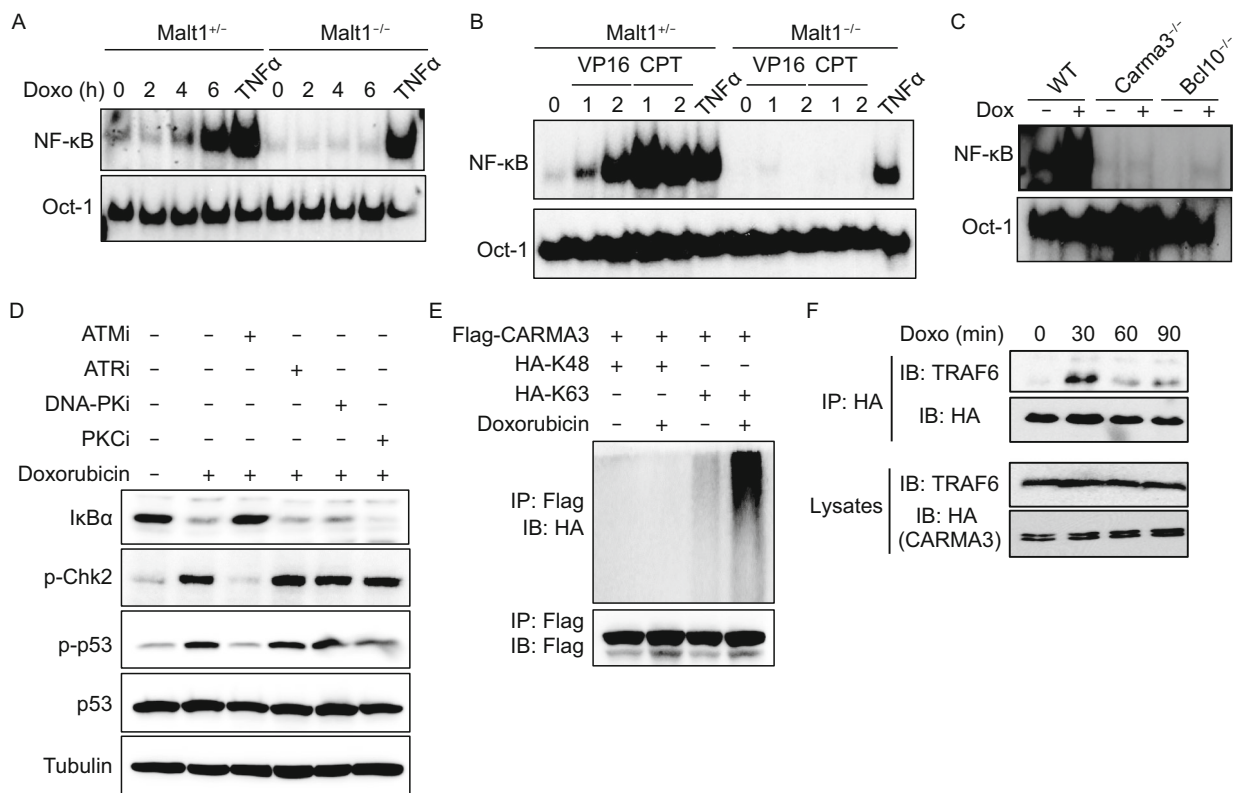 A
Malt1+/– Malt1–/–
Doxo (h) 0 2 4 6 TNFα 0 2 4 6 TNFα
NF-κB
Oct-1
B
Malt1+/– Malt1–/–
VP16 CPT VP16 CPT
0 1 2 1 2 TNFα 0 1 2 1 2 TNFα
NF-κB
Oct-1
C
WT Carma3–/– Bcl10–/–
Dox – + – + – +
NF-κB
Oct-1
D
ATMi – – + – – –
ATRi – – – + – –
DNA-PKi – – – – + –
PKCi – – – – – +
Doxorubicin – + + + + +
IκBα
p-Chk2
p-p53
p53
Tubulin
E
Flag-CARMA3 + + + +
HA-K48 + + – –
HA-K63 – – + +
Doxorubicin – + – +
IP: Flag
IB: HA
IP: Flag
IB: Flag
F
Doxo (min) 0 30 60 90
IP: HA
IB: TRAF6
IB: HA
Lysates
IB: TRAF6
IB: HA
(CARMA3)